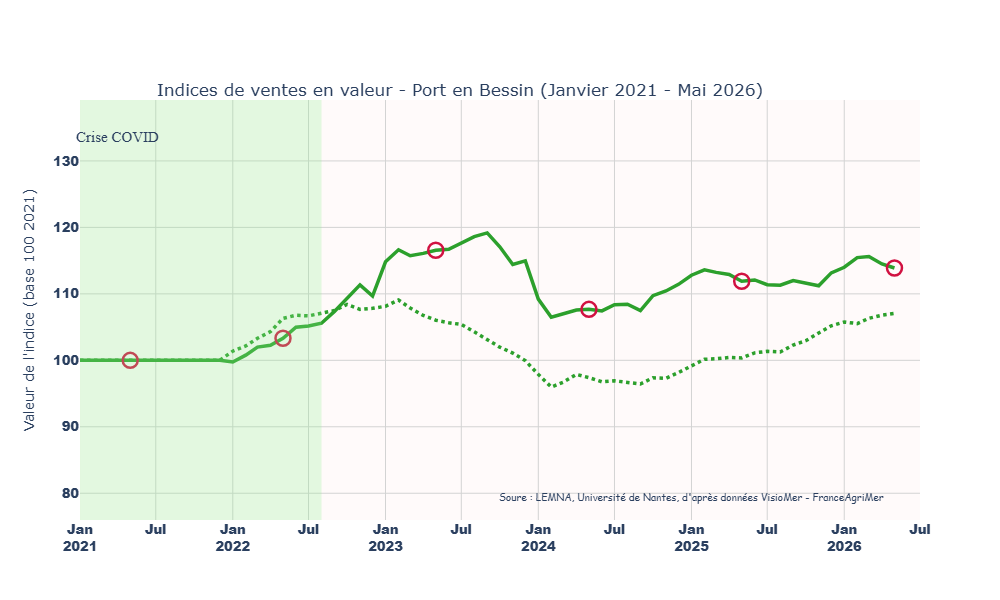 Indices de ventes en valeur - Port en Bessin (Janvier 2021 - Mai 2026)
Crise COVID
Valeur de l'indice (base 100 2021)
130
120
110
100
90
80
Soure : LEMNA, Université de Nantes, d'après données VisioMer - FranceAgriMer
Jan Jul Jan Jul Jan Jul Jan Jul Jan Jul Jan Jul
2021 2022 2023 2024 2025 2026